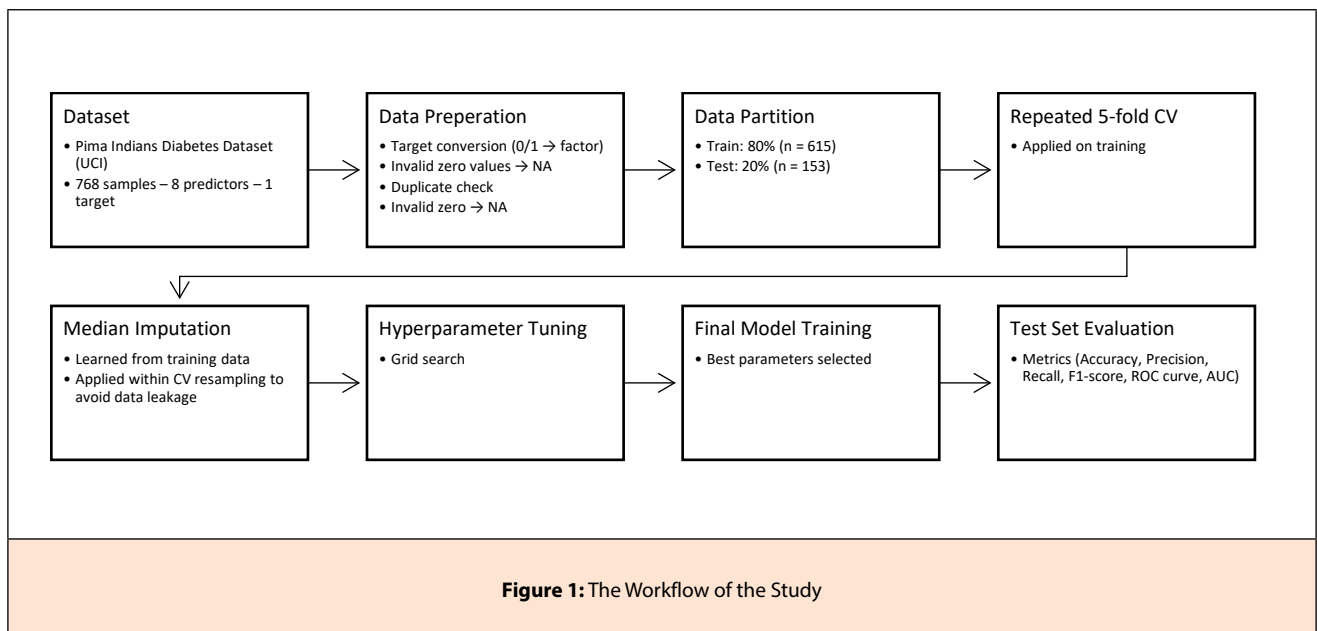 Dataset
• Pima Indians Diabetes Dataset
(UCI)
• 768 samples – 8 predictors – 1
target
Data Preperation
• Target conversion (0/1 → factor)
• Invalid zero values → NA
• Duplicate check
• Invalid zero → NA
Data Partition
• Train: 80% (n = 615)
• Test: 20% (n = 153)
Repeated 5-fold CV
• Applied on training
Median Imputation
• Learned from training data
• Applied within CV resampling to
avoid data leakage
Hyperparameter Tuning
• Grid search
Final Model Training
• Best parameters selected
Test Set Evaluation
• Metrics (Accuracy, Precision,
Recall, F1-score, ROC curve, AUC)
Figure 1: The Workflow of the Study